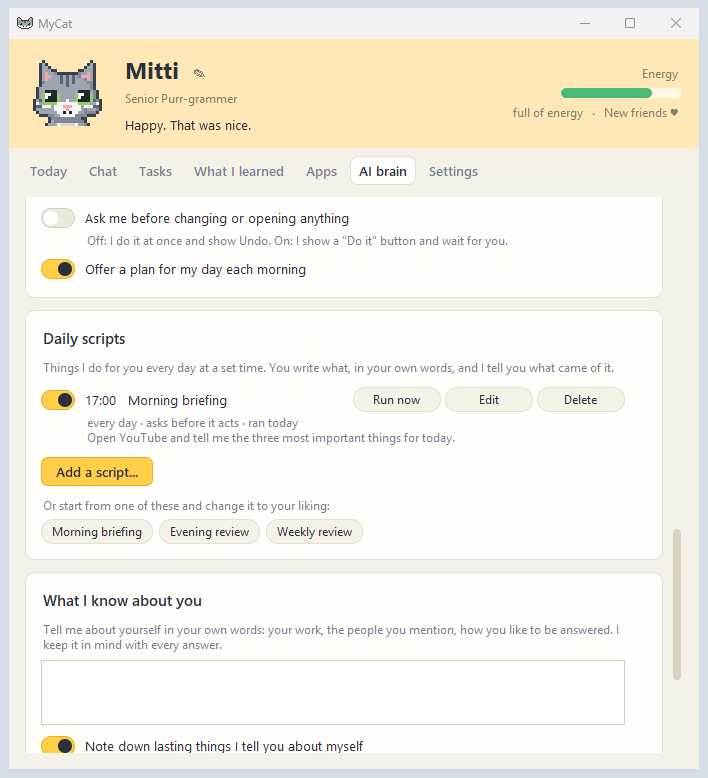 MyCat
Mitti
Senior Purr-grammer
Happy. That was nice.
Energy
full of energy · New friends ♥
Today Chat Tasks What I learned Apps AI brain Settings
Ask me before changing or opening anything
Off: I do it at once and show Undo. On: I show a "Do it" button and wait for you.
Offer a plan for my day each morning
Daily scripts
Things I do for you every day at a set time. You write what, in your own words, and I tell you what came of it.
17:00 Morning briefing Run now Edit Delete
every day · asks before it acts · ran today
Open YouTube and tell me the three most important things for today.
Add a script...
Or start from one of these and change it to your liking:
Morning briefing Evening review Weekly review
What I know about you
Tell me about yourself in your own words: your work, the people you mention, how you like to be answered. I
keep it in mind with every answer.
Note down lasting things I tell you about myself